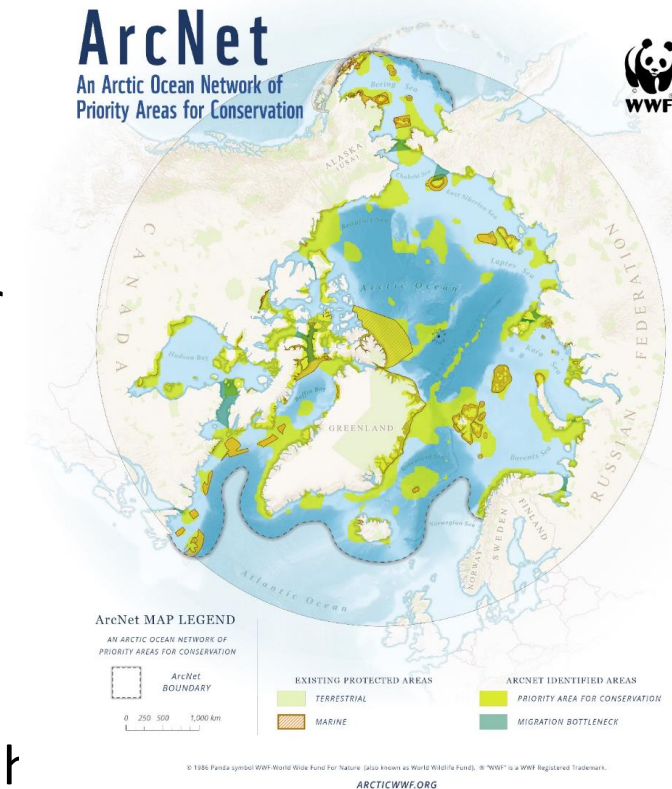 ArcNet
An Arctic Ocean Network of
Priority Areas for Conservation
WWF
Bering Sea
ALASKA
(USA)
Chukchi Sea
East Siberian Sea
Beaufort Sea
Laptev Sea
CANADA
Arctic Ocean
RUSSIAN FEDERATION
Kara Sea
Hudson Bay
Baffin Bay
GREENLAND
Barents Sea
Norwegian Sea
NORWAY
SWEDEN
FINLAND
Atlantic Ocean
ArcNet MAP LEGEND
AN ARCTIC OCEAN NETWORK OF
PRIORITY AREAS FOR CONSERVATION
ArcNet
BOUNDARY
0 250 500 1,000 km
EXISTING PROTECTED AREAS
TERRESTRIAL
MARINE
ARCNET IDENTIFIED AREAS
PRIORITY AREA FOR CONSERVATION
MIGRATION BOTTLENECK
© 1986 Panda symbol WWF-World Wide Fund For Nature (also known as World Wildlife Fund). ® "WWF" is a WWF Registered Trademark.
ARCTICWWF.ORG